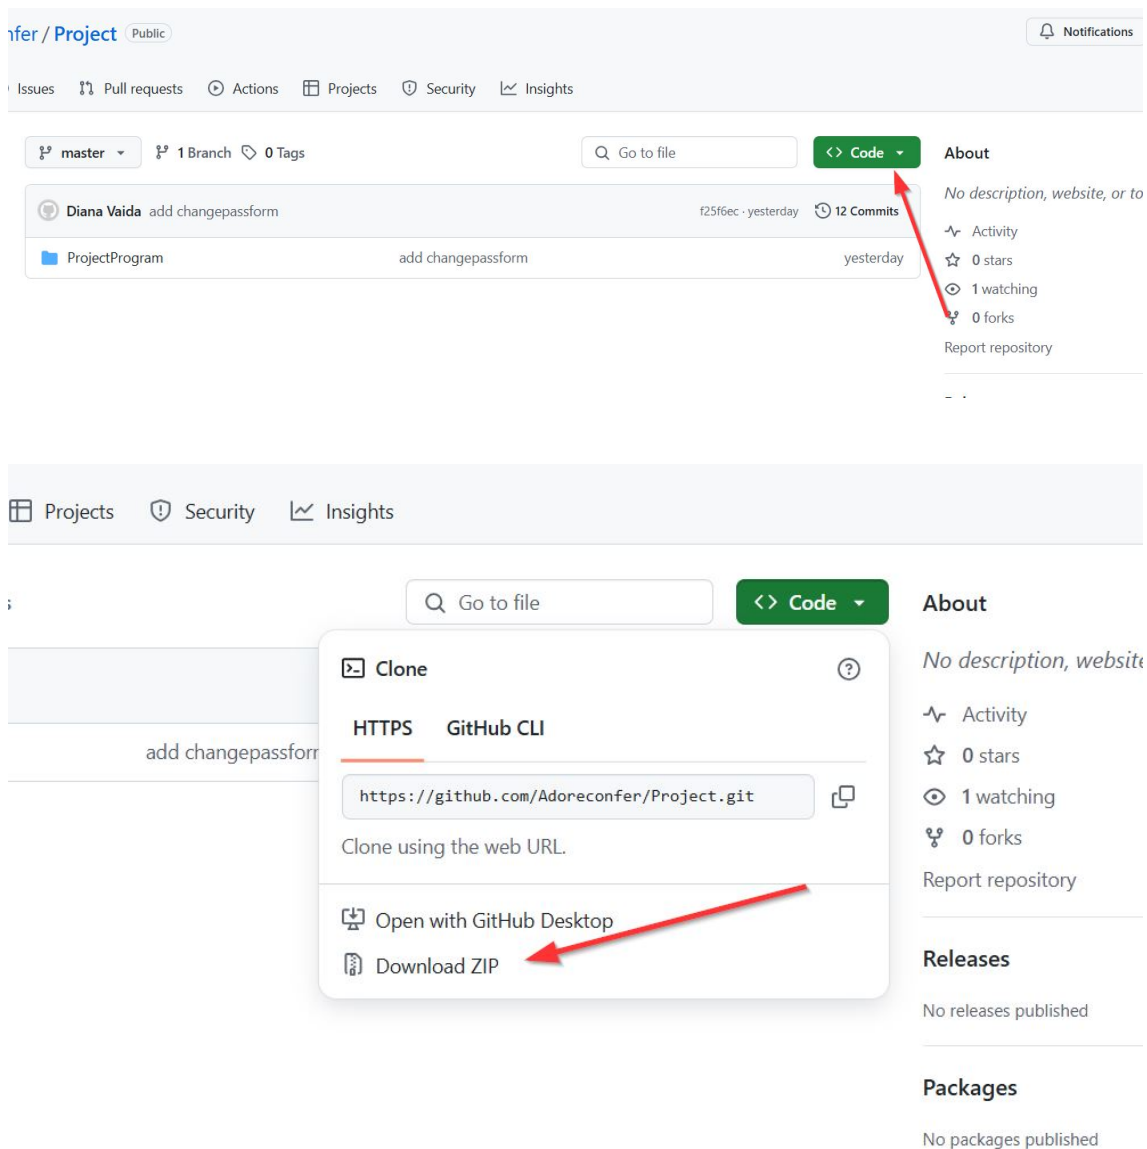 nfer / Project Public
Notifications
Issues Pull requests Actions Projects Security Insights
master 1 Branch 0 Tags
Go to file
Code
About
Diana Vaida add changepassform
f25f6ec · yesterday 12 Commits
No description, website, or to
Activity
ProjectProgram add changepassform yesterday
0 stars
1 watching
0 forks
Report repository
Projects Security Insights
Go to file
Code
About
Clone
No description, website
HTTPS GitHub CLI
Activity
add changepassform
0 stars
https://github.com/Adoreconfer/Project.git
1 watching
Clone using the web URL.
0 forks
Report repository
Open with GitHub Desktop
Download ZIP
Releases
No releases published
Packages
No packages published